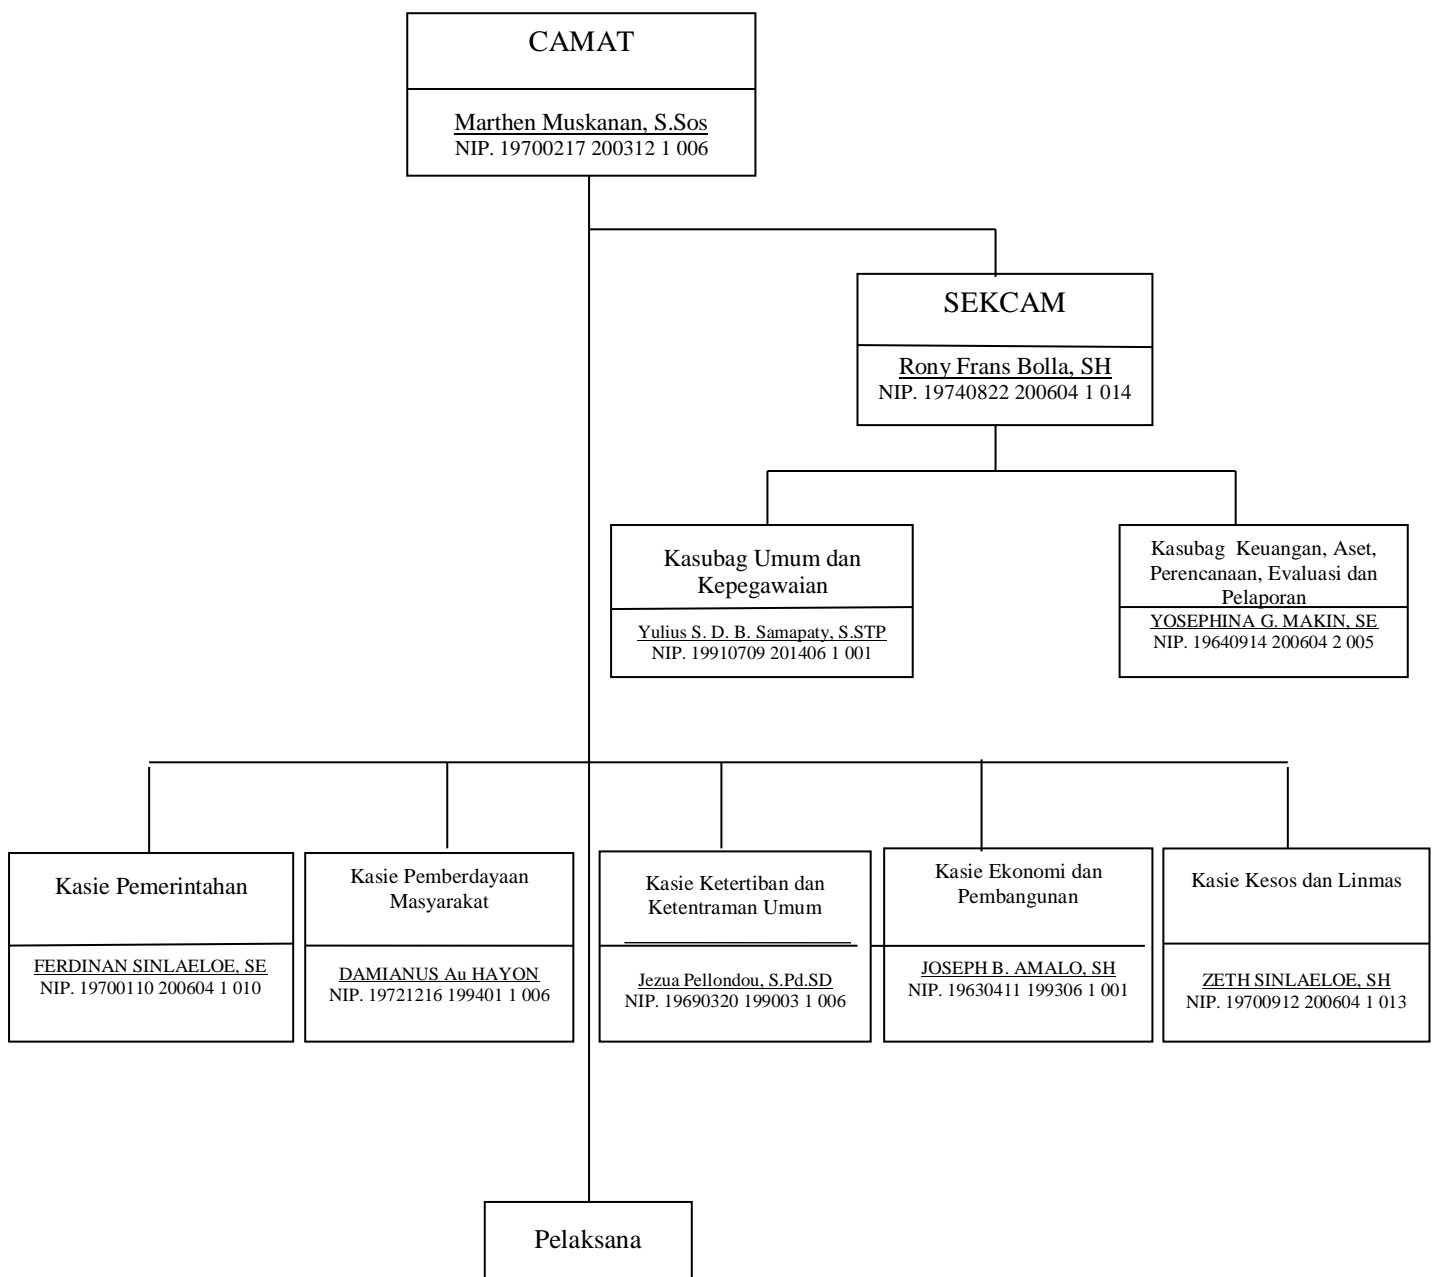 CAMAT
Marthen Muskanan, S.Sos
NIP. 19700217 200312 1 006
SEKCAM
Rony Frans Bolla, SH
NIP. 19740822 200604 1 014
Kasubag Umum dan
Kepegawaian
Yulius S. D. B. Samapaty, S.STP
NIP. 19910709 201406 1 001
Kasubag Keuangan, Aset,
Perencanaan, Evaluasi dan
Pelaporan
YOSEPHINA G. MAKIN, SE
NIP. 19640914 200604 2 005
Kasie Pemerintahan
FERDINAN SINLAELOE, SE
NIP. 19700110 200604 1 010
Kasie Pemberdayaan
Masyarakat
DAMIANUS Au HAYON
NIP. 19721216 199401 1 006
Kasie Ketertiban dan
Ketentraman Umum
Jezua Pellondou, S.Pd.SD
NIP. 19690320 199003 1 006
Kasie Ekonomi dan
Pembangunan
JOSEPH B. AMALO, SH
NIP. 19630411 199306 1 001
Kasie Kesos dan Linmas
ZETH SINLAELOE, SH
NIP. 19700912 200604 1 013
Pelaksana